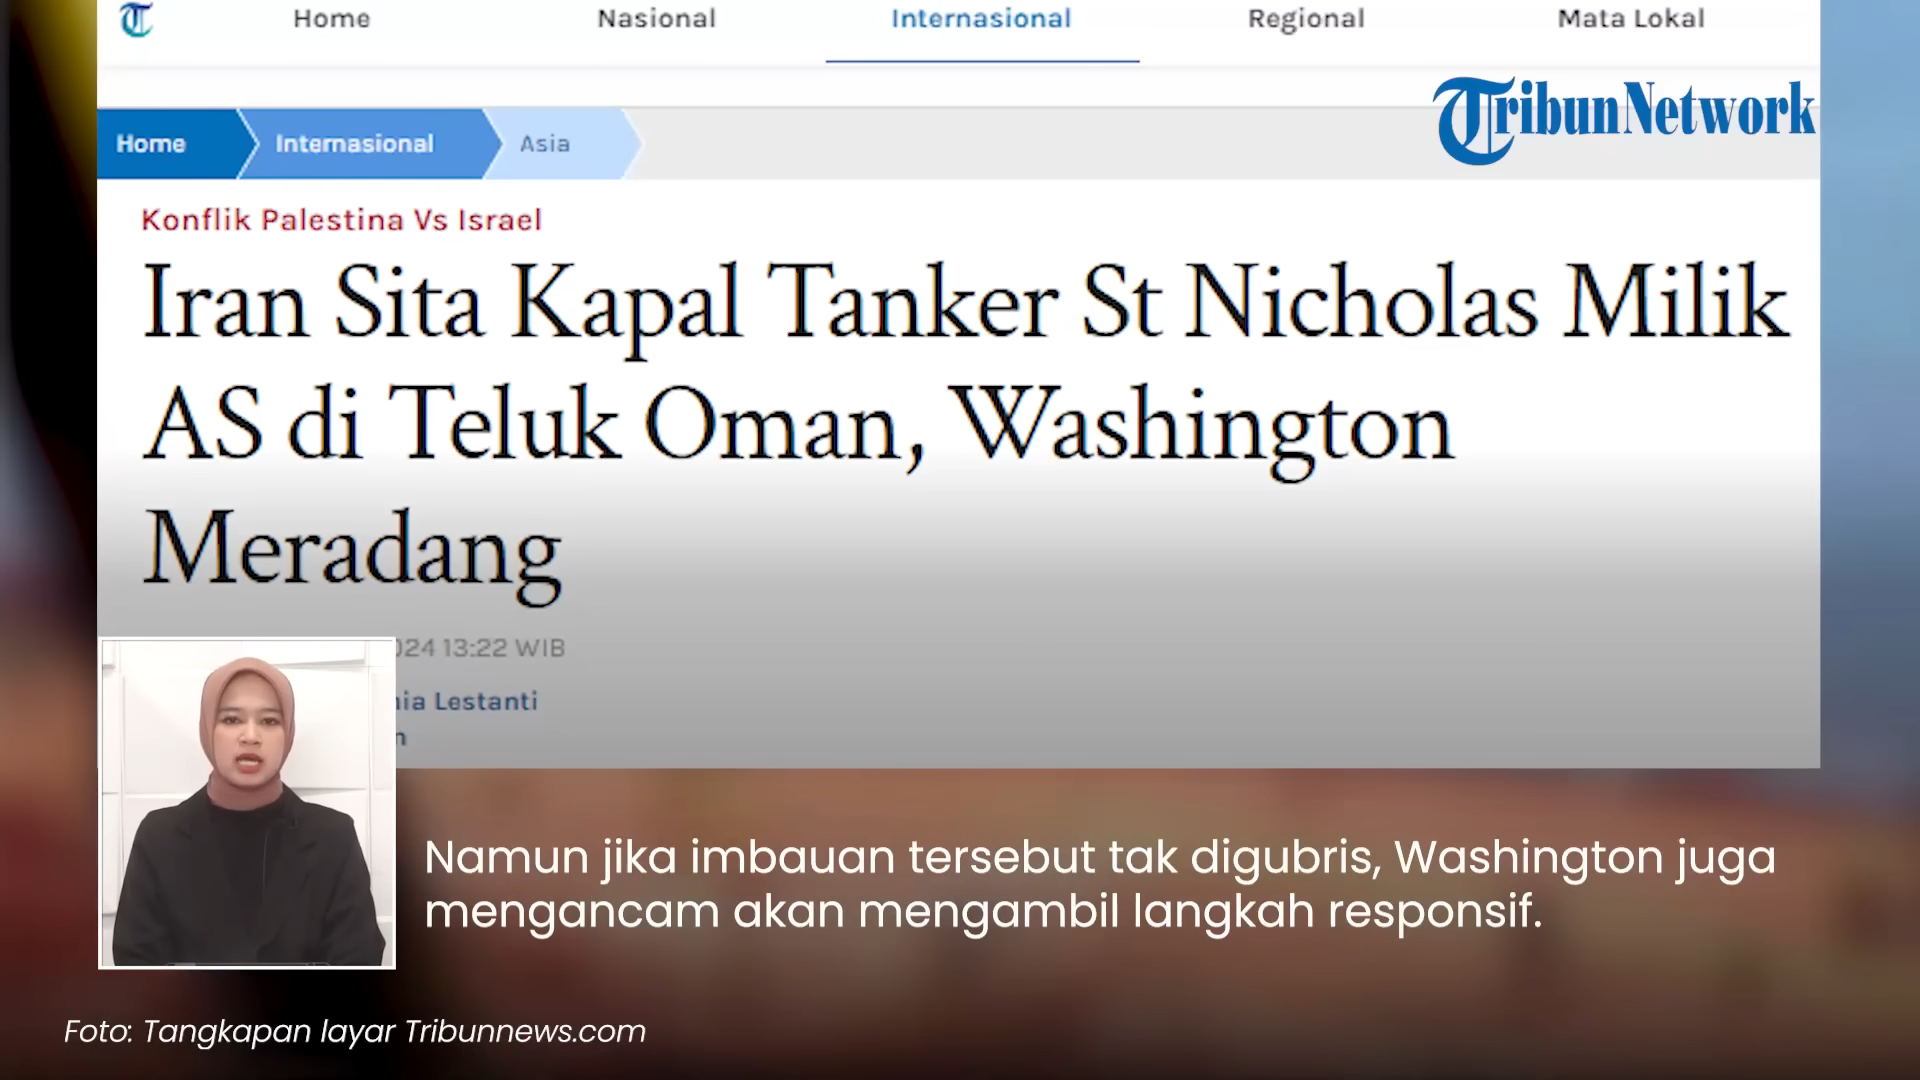 Home Nasional Internasional Regional Mata Lokal
TribunNetwork
Home Internasional Asia
Konflik Palestina Vs Israel
Iran Sita Kapal Tanker St Nicholas Milik
AS di Teluk Oman, Washington
Meradang
024 13:22 WIB
nia Lestanti
n
Namun jika imbauan tersebut tak digubris, Washington juga
mengancam akan mengambil langkah responsif.
Foto: Tangkapan layar Tribunnews.com